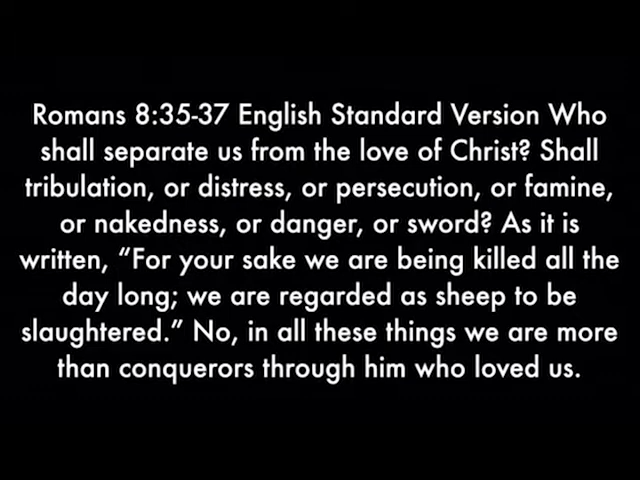 Romans 8:35-37 English Standard Version Who
shall separate us from the love of Christ? Shall
tribulation, or distress, or persecution, or famine,
or nakedness, or danger, or sword? As it is
written, “For your sake we are being killed all the
day long; we are regarded as sheep to be
slaughtered.” No, in all these things we are more
than conquerors through him who loved us.